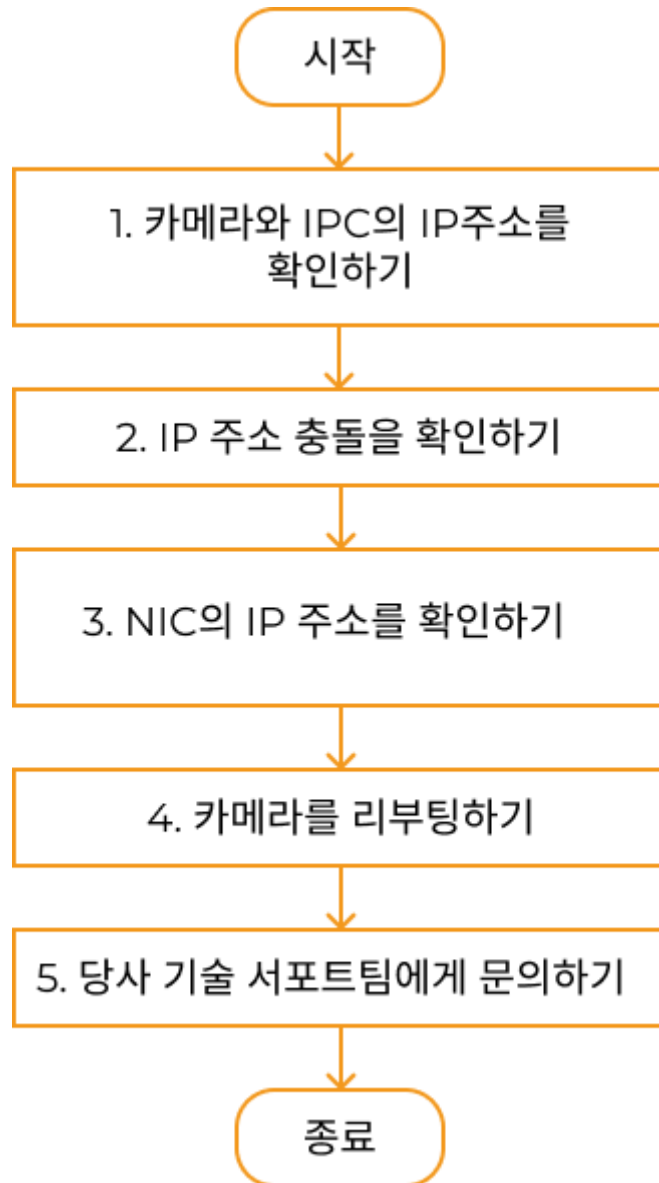 시작
1. 카메라와 IPC의 IP주소를
확인하기
2. IP 주소 충돌을 확인하기
3. NIC의 IP 주소를 확인하기
4. 카메라를 리부팅하기
5. 당사 기술 서포트팀에게 문의하기
종료